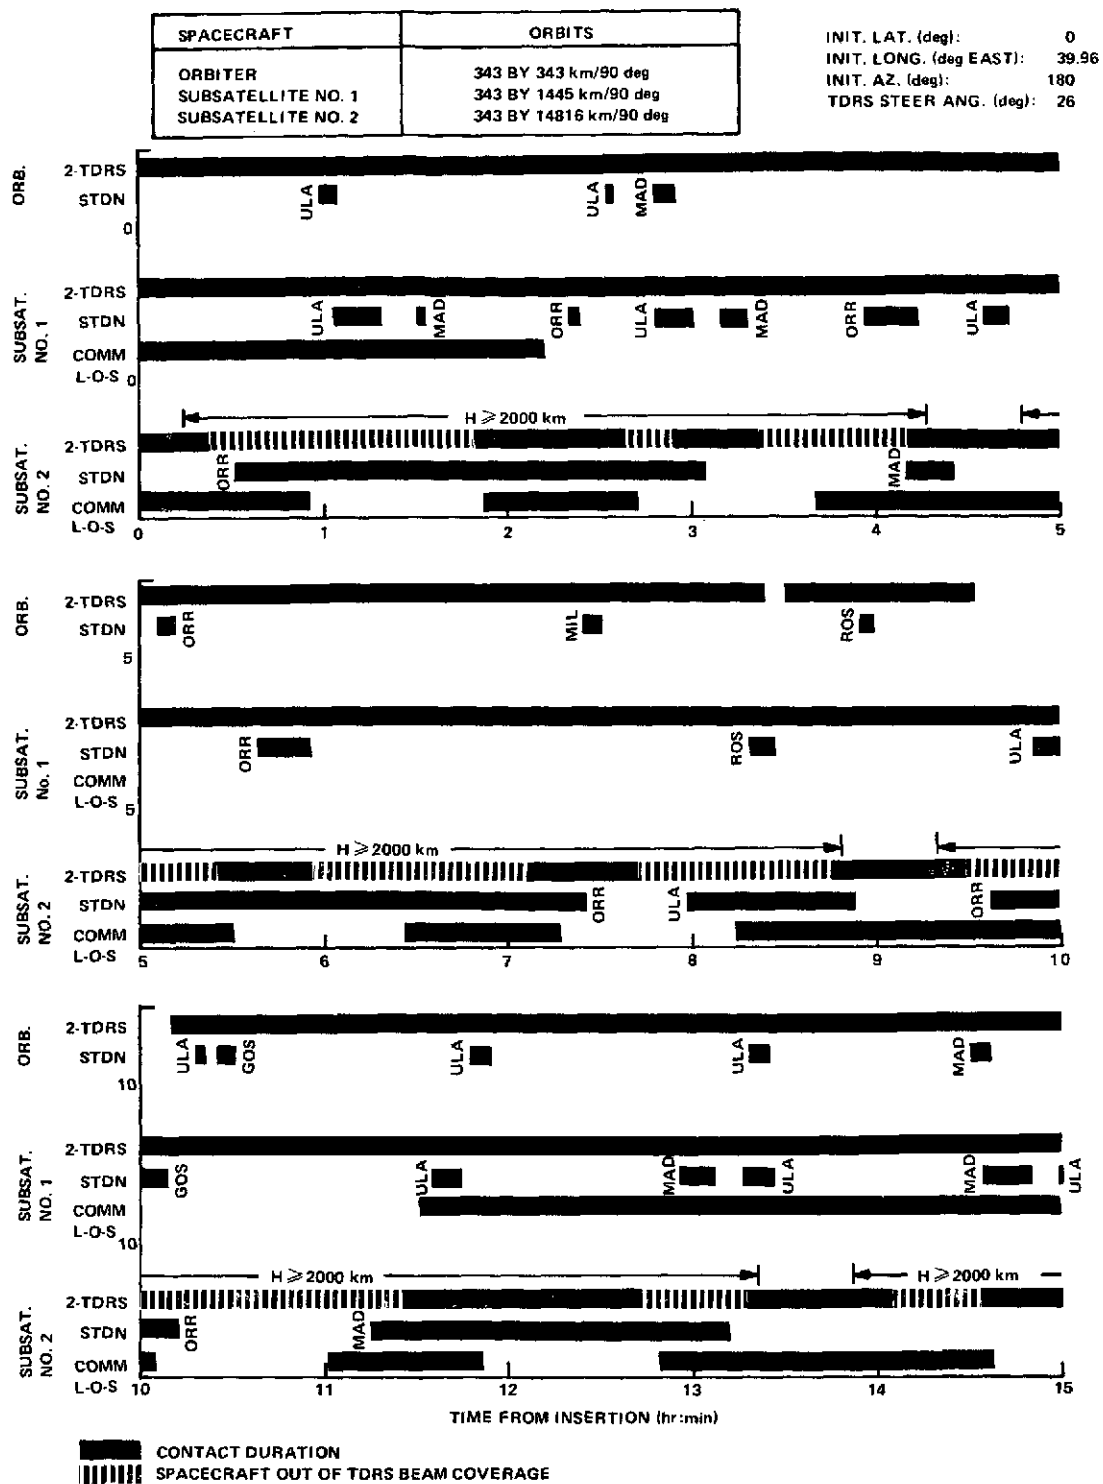 SPACECRAFT ORBITS
ORBITER 343 BY 343 km/90 deg
SUBSATELLITE NO. 1 343 BY 1445 km/90 deg
SUBSATELLITE NO. 2 343 BY 14816 km/90 deg
INIT. LAT. (deg): 0
INIT. LONG. (deg EAST): 39.96
INIT. AZ. (deg): 180
TDRS STEER ANG. (deg): 26
ORB.
2-TDRS
STDN ULA ULA MAD
0
SUBSAT. NO. 1
2-TDRS
STDN ULA MAD ORR ULA MAD ORR ULA
COMM
L-O-S 0
H ⩾ 2000 km
SUBSAT. NO. 2
2-TDRS
STDN ORR MAD
COMM
L-O-S
0 1 2 3 4 5
ORB.
2-TDRS
STDN ORR MIL ROS
5
SUBSAT. No. 1
2-TDRS
STDN ORR ROS ULA
COMM
L-O-S 5
H ⩾ 2000 km
SUBSAT. NO. 2
2-TDRS
STDN ORR ULA ORR
COMM
L-O-S
5 6 7 8 9 10
ORB.
2-TDRS
STDN ULA GOS ULA ULA MAD
10
SUBSAT. NO. 1
2-TDRS
STDN GOS ULA MAD ULA MAD ULA
COMM
L-O-S 10
H ⩾ 2000 km H ⩾ 2000 km
SUBSAT. NO. 2
2-TDRS
STDN ORR MAD
COMM
L-O-S
10 11 12 13 14 15
TIME FROM INSERTION (hr:min)
CONTACT DURATION
SPACECRAFT OUT OF TDRS BEAM COVERAGE